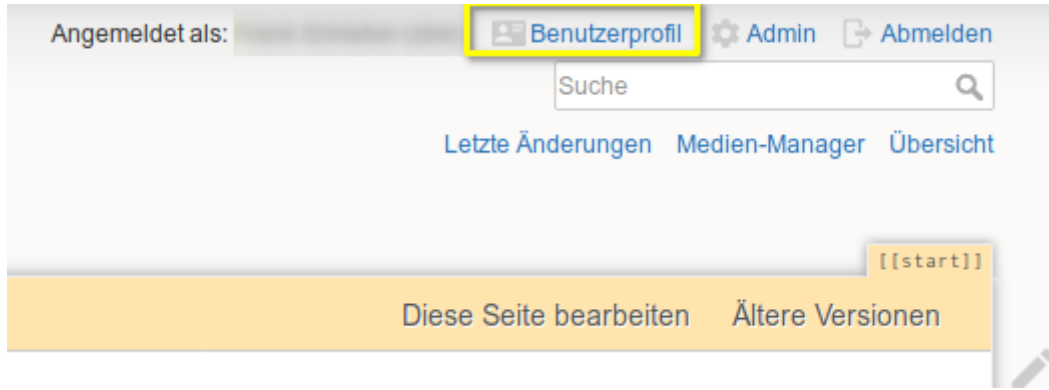 Angemeldet als: Benutzerprofil Admin Abmelden
Suche
Letzte Änderungen Medien-Manager Übersicht
[[start]]
Diese Seite bearbeiten Ältere Versionen